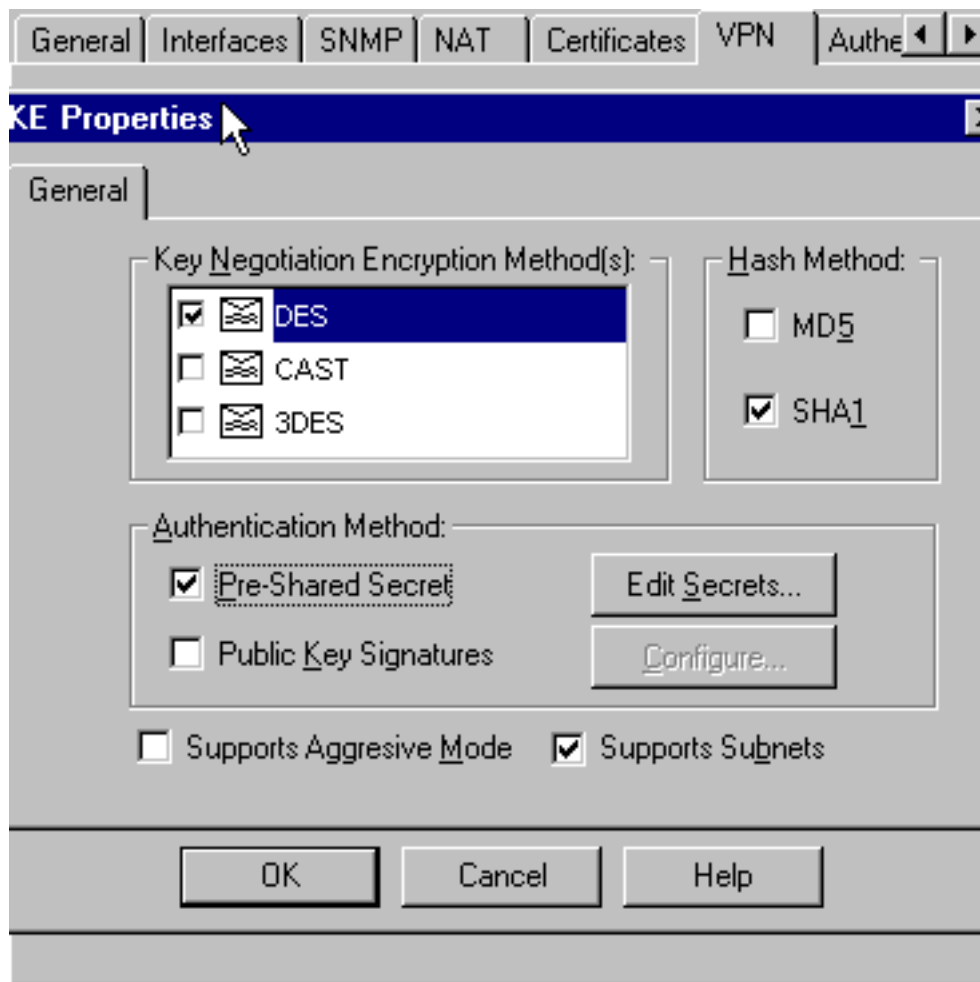 General Interfaces SNMP NAT Certificates VPN Authe
KE Properties
General
Key Negotiation Encryption Method(s):
Hash Method:
DES
CAST
3DES
MD5
SHA1
Authentication Method:
Pre-Shared Secret
Edit Secrets...
Public Key Signatures
Configure...
Supports Aggresive Mode
Supports Subnets
OK
Cancel
Help